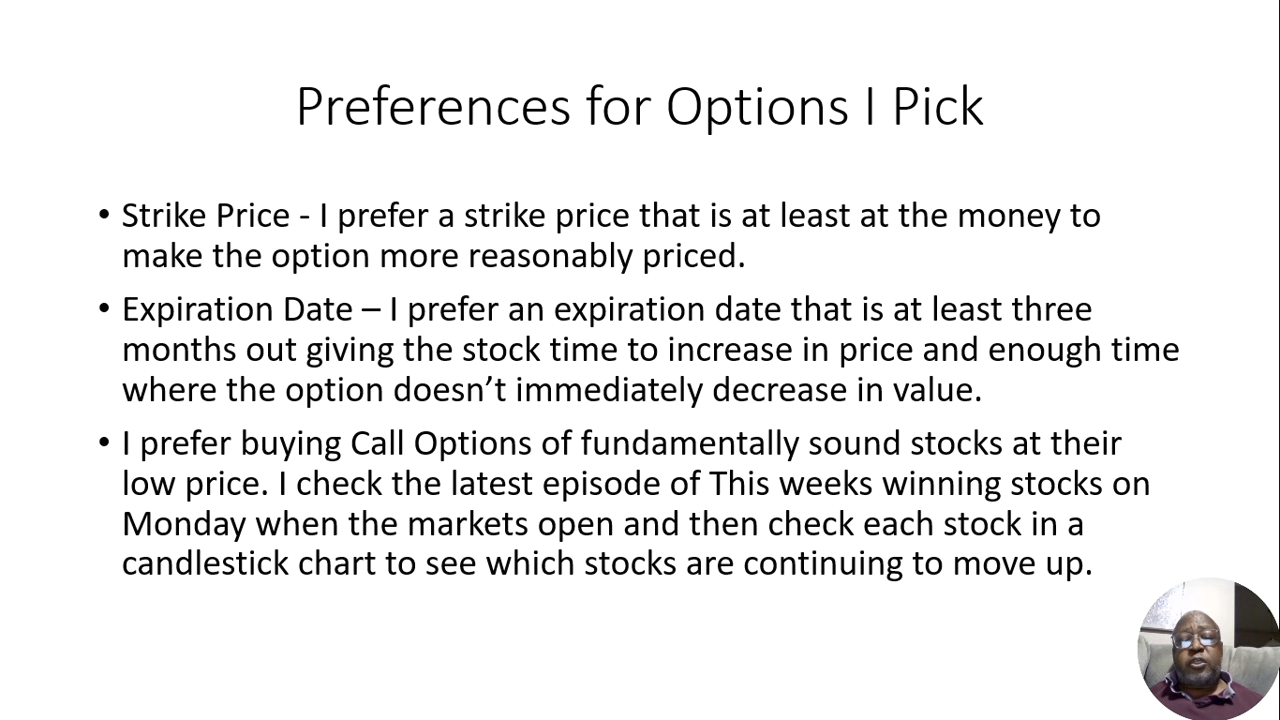 Preferences for Options I Pick
• Strike Price - I prefer a strike price that is at least at the money to
make the option more reasonably priced.
• Expiration Date – I prefer an expiration date that is at least three
months out giving the stock time to increase in price and enough time
where the option doesn’t immediately decrease in value.
• I prefer buying Call Options of fundamentally sound stocks at their
low price. I check the latest episode of This weeks winning stocks on
Monday when the markets open and then check each stock in a
candlestick chart to see which stocks are continuing to move up.